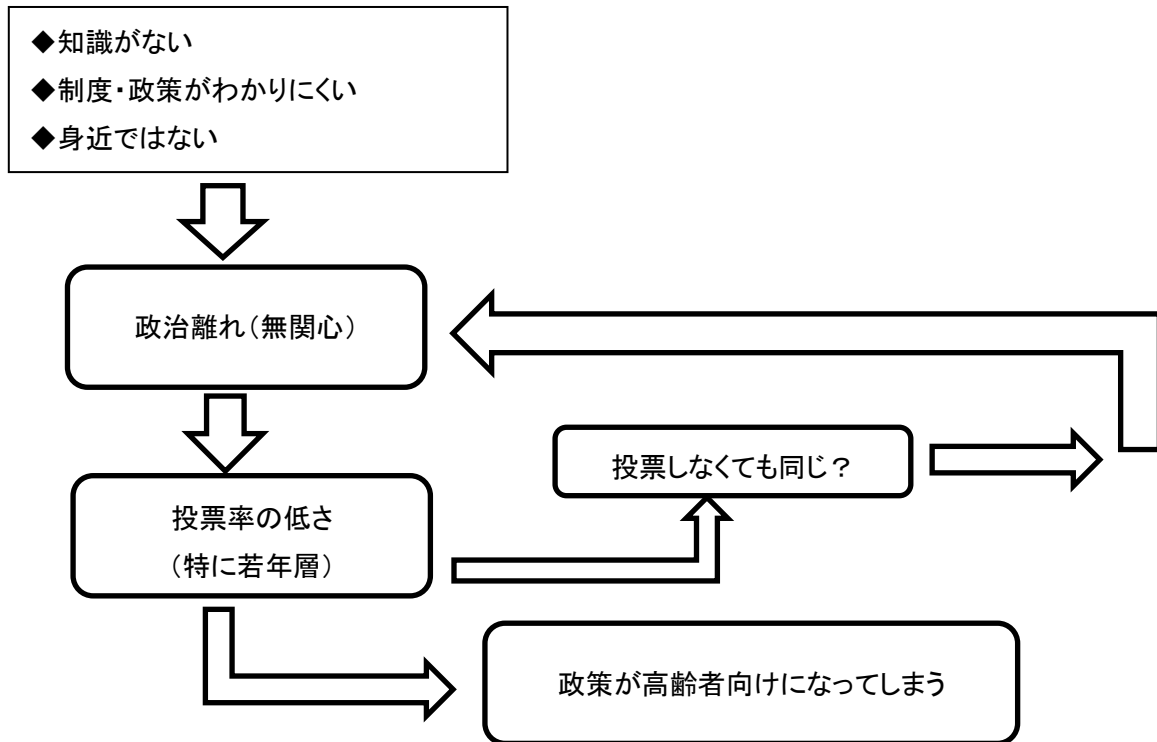 ◆知識がない
◆制度・政策がわかりにくい
◆身近ではない
政治離れ（無関心）
投票しなくても同じ？
投票率の低さ
（特に若年層）
政策が高齢者向けになってしまう